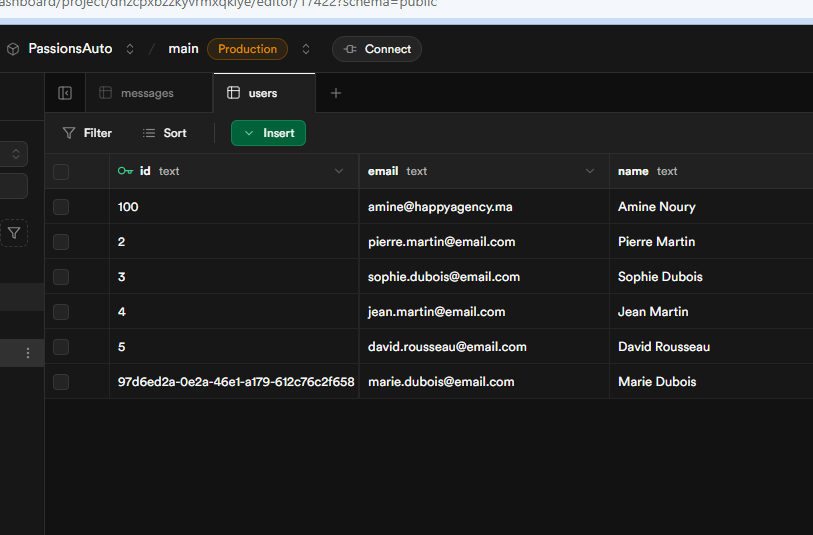 ashboard/project/dnzcpxbzzkyvrmxqkiye/editor/17422?schema=public
PassionsAuto / main Production Connect
messages users +
Filter Sort Insert
id text email text name text
100 amine@happyagency.ma Amine Noury
2 pierre.martin@email.com Pierre Martin
3 sophie.dubois@email.com Sophie Dubois
4 jean.martin@email.com Jean Martin
5 david.rousseau@email.com David Rousseau
97d6ed2a-0e2a-46e1-a179-612c76c2f658 marie.dubois@email.com Marie Dubois